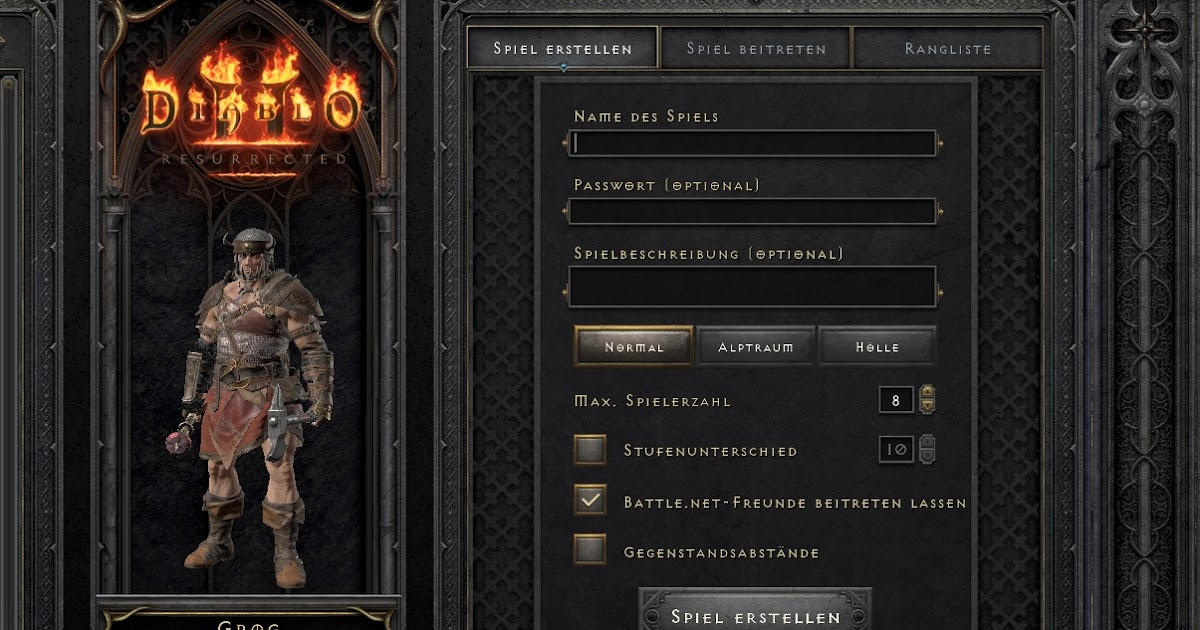 Diablo
II
Resurrected
Grog
Spiel erstellen
Spiel beitreten
Rangliste
Name des Spiels
Passwort (optional)
Spielbeschreibung (optional)
Normal
Alptraum
Hölle
Max. Spielerzahl
8
Stufenunterschied
10
Battle.net-Freunde beitreten lassen
Gegenstandsabstände
Spiel erstellen